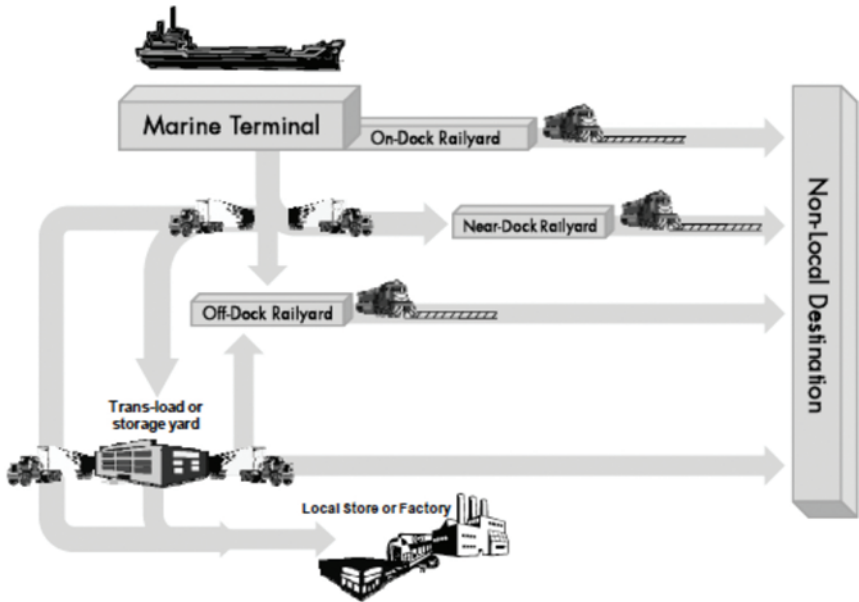 Marine Terminal
On-Dock Railyard
Near-Dock Railyard
Off-Dock Railyard
Non-Local Destination
Trans-load or
storage yard
Local Store or Factory